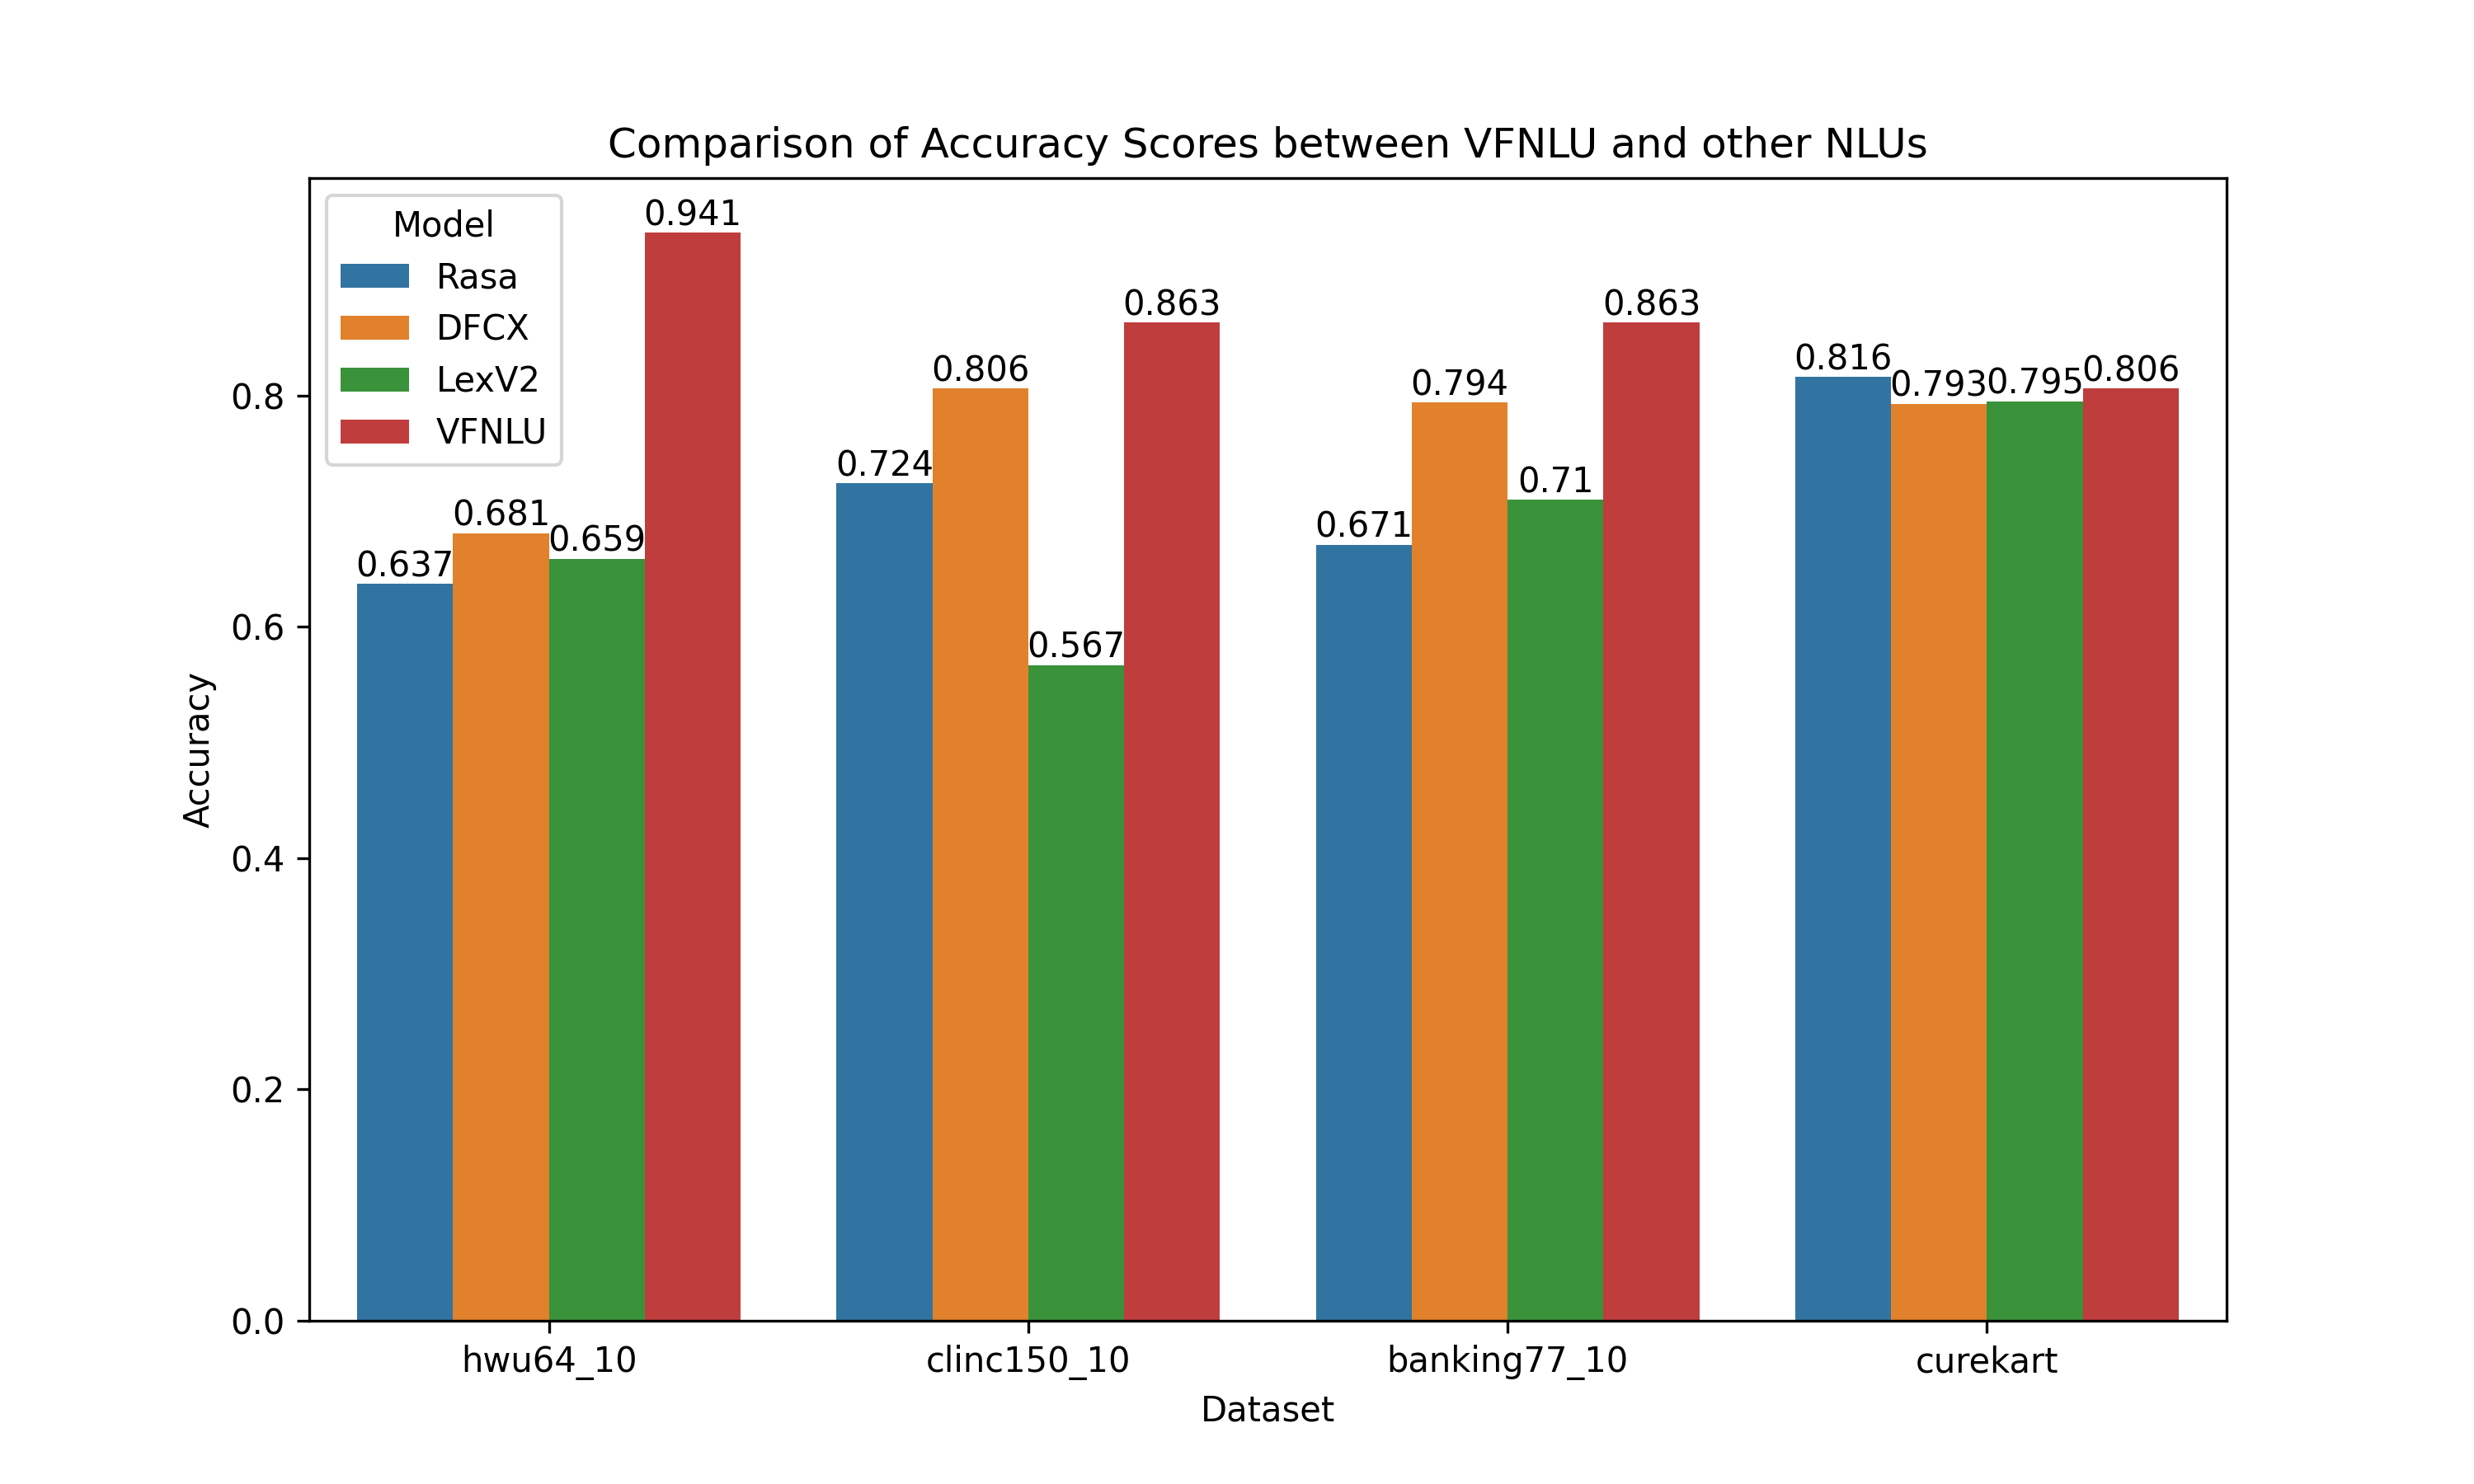 Comparison of Accuracy Scores between VFNLU and other NLUs
Model
Rasa
DFCX
LexV2
VFNLU
0.637
0.681
0.659
0.941
0.724
0.806
0.567
0.863
0.671
0.794
0.71
0.863
0.816
0.793
0.795
0.806
Accuracy
0.8
0.6
0.4
0.2
0.0
hwu64_10
clinc150_10
banking77_10
curekart
Dataset